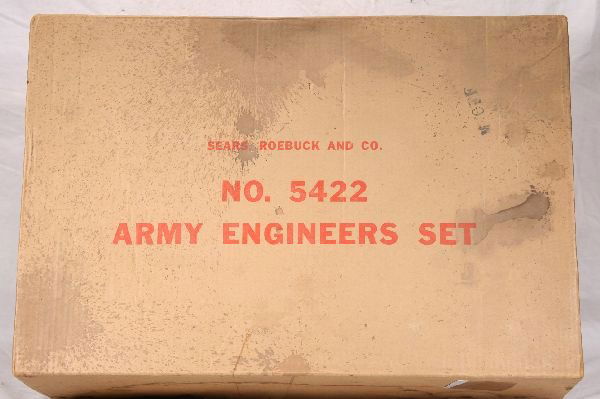 SEARS, ROEBUCK AND CO.
NO. 5422
ARMY ENGINEERS SET